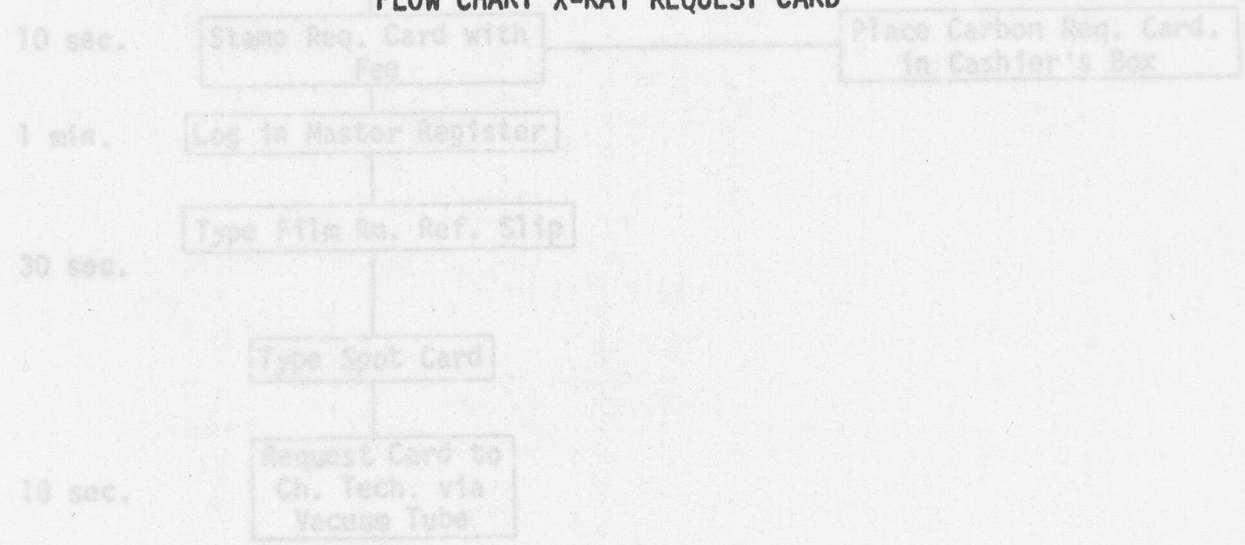 FLOW CHART X-RAY REQUEST CARD
10 sec.
Stamp Req. Card with
Fee
Place Carbon Req. Card.
in Cashier's Box
1 min.
Log in Master Register
Type Film Rm. Ref. Slip
30 sec.
Type Spot Card
Request Card to
Ch. Tech. via
Vacuum Tube
10 sec.